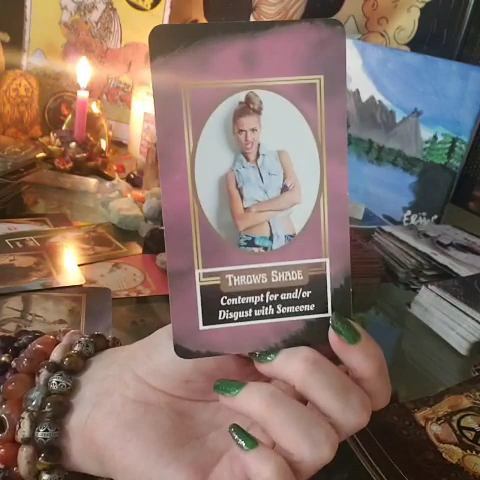 THROWS SHADE
Contempt for and/or
Disgust with Someone